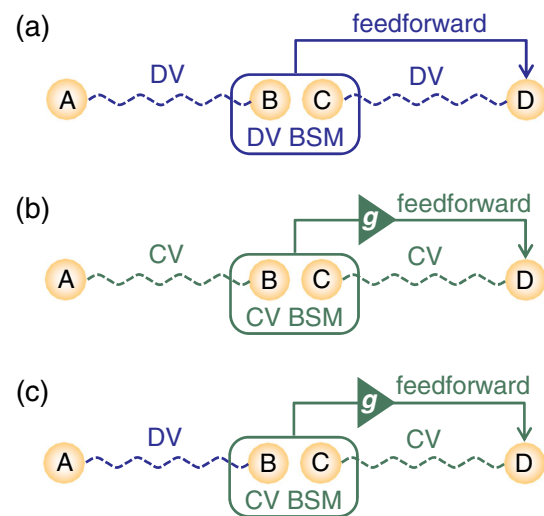 (a)
feedforward
DV DV
A B C D
DV BSM
(b)
g feedforward
CV CV
A B C D
CV BSM
(c)
g feedforward
DV CV
A B C D
CV BSM